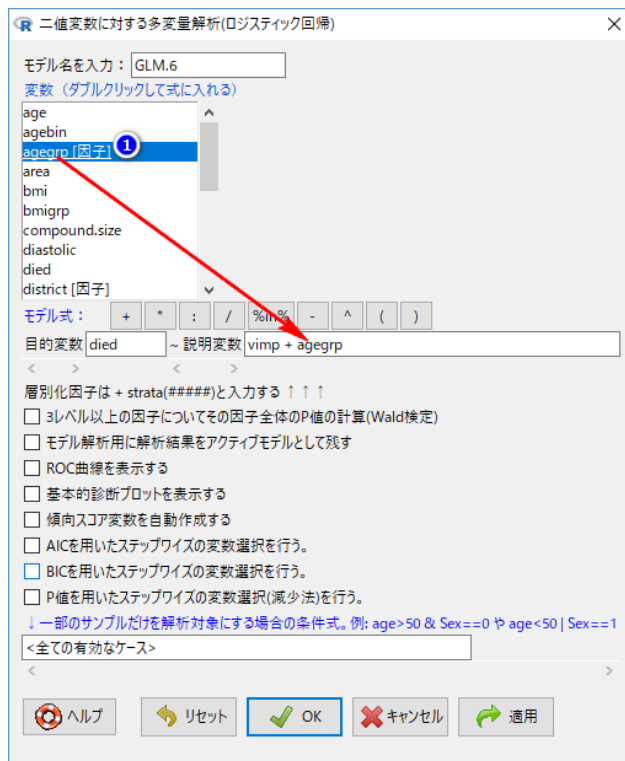 二値変数に対する多変量解析(ロジスティック回帰)
モデル名を入力： GLM.6
変数（ダブルクリックして式に入れる）
age
agebin
agegrp [因子] 1
area
bmi
bmigrp
compound.size
diastolic
died
district [因子]
モデル式： + * : / %in% - ^ ( )
目的変数 died ~ 説明変数 vimp + agegrp
層別化因子は + strata(#####)と入力する ↑ ↑ ↑
3レベル以上の因子についてその因子全体のP値の計算(Wald検定)
モデル解析用に解析結果をアクティブモデルとして残す
ROC曲線を表示する
基本的診断プロットを表示する
傾向スコア変数を自動作成する
AICを用いたステップワイズの変数選択を行う。
BICを用いたステップワイズの変数選択を行う。
P値を用いたステップワイズの変数選択(減少法)を行う。
↓一部のサンプルだけを解析対象にする場合の条件式。例: age>50 & Sex==0 や age<50 | Sex==1
<全ての有効なケース>
ヘルプ リセット OK キャンセル 適用